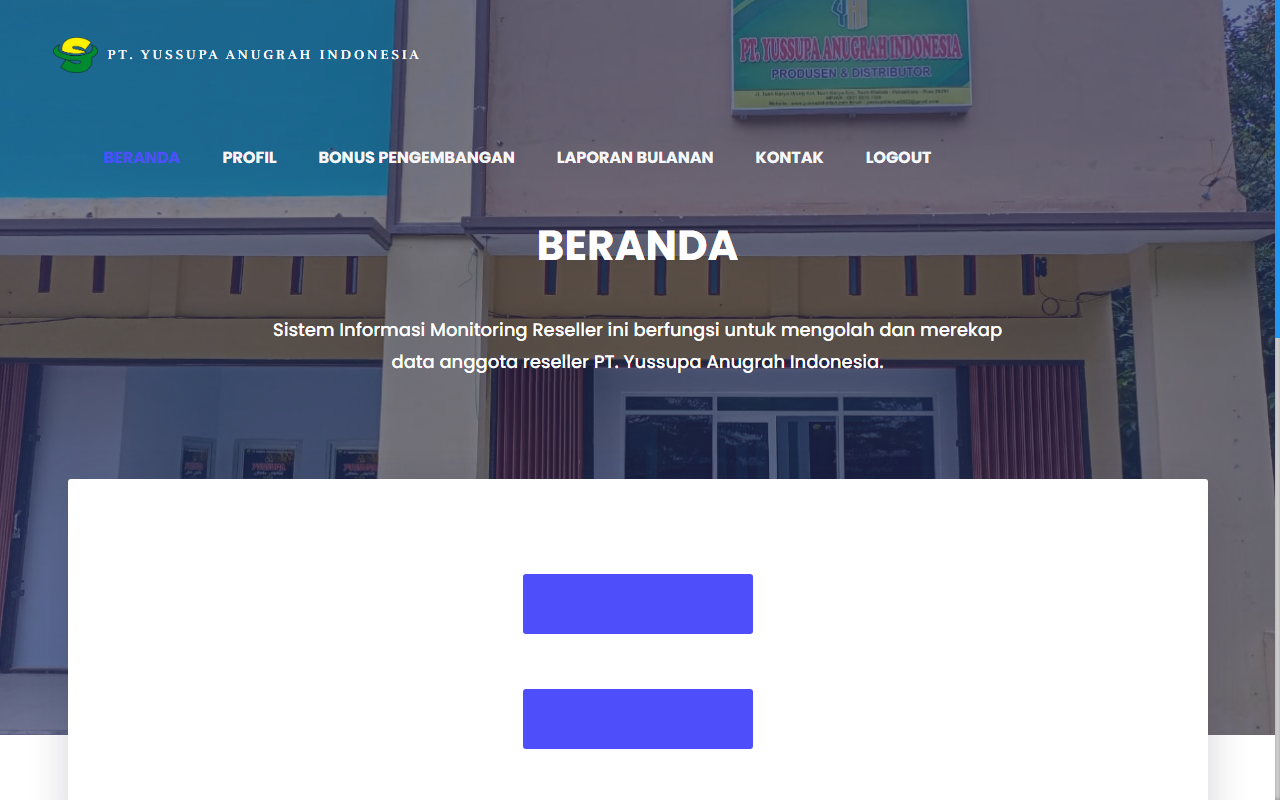 PT. YUSSUPA ANUGRAH INDONESIA
PT. YUSSUPA ANUGRAH INDONESIA
PRODUSEN & DISTRIBUTOR
BERANDA PROFIL BONUS PENGEMBANGAN LAPORAN BULANAN KONTAK LOGOUT
BERANDA
Sistem Informasi Monitoring Reseller ini berfungsi untuk mengolah dan merekap
data anggota reseller PT. Yussupa Anugrah Indonesia.